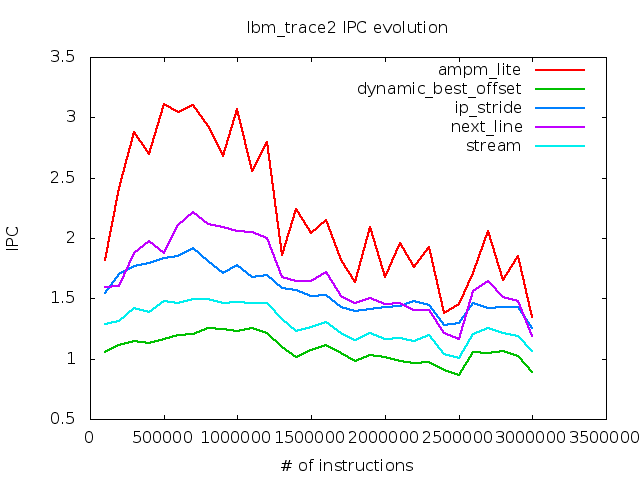 lbm_trace2 IPC evolution
3.5
3
2.5
2
1.5
1
0.5
IPC
ampm_lite
dynamic_best_offset
ip_stride
next_line
stream
0 500000 1000000 1500000 2000000 2500000 3000000 3500000
# of instructions